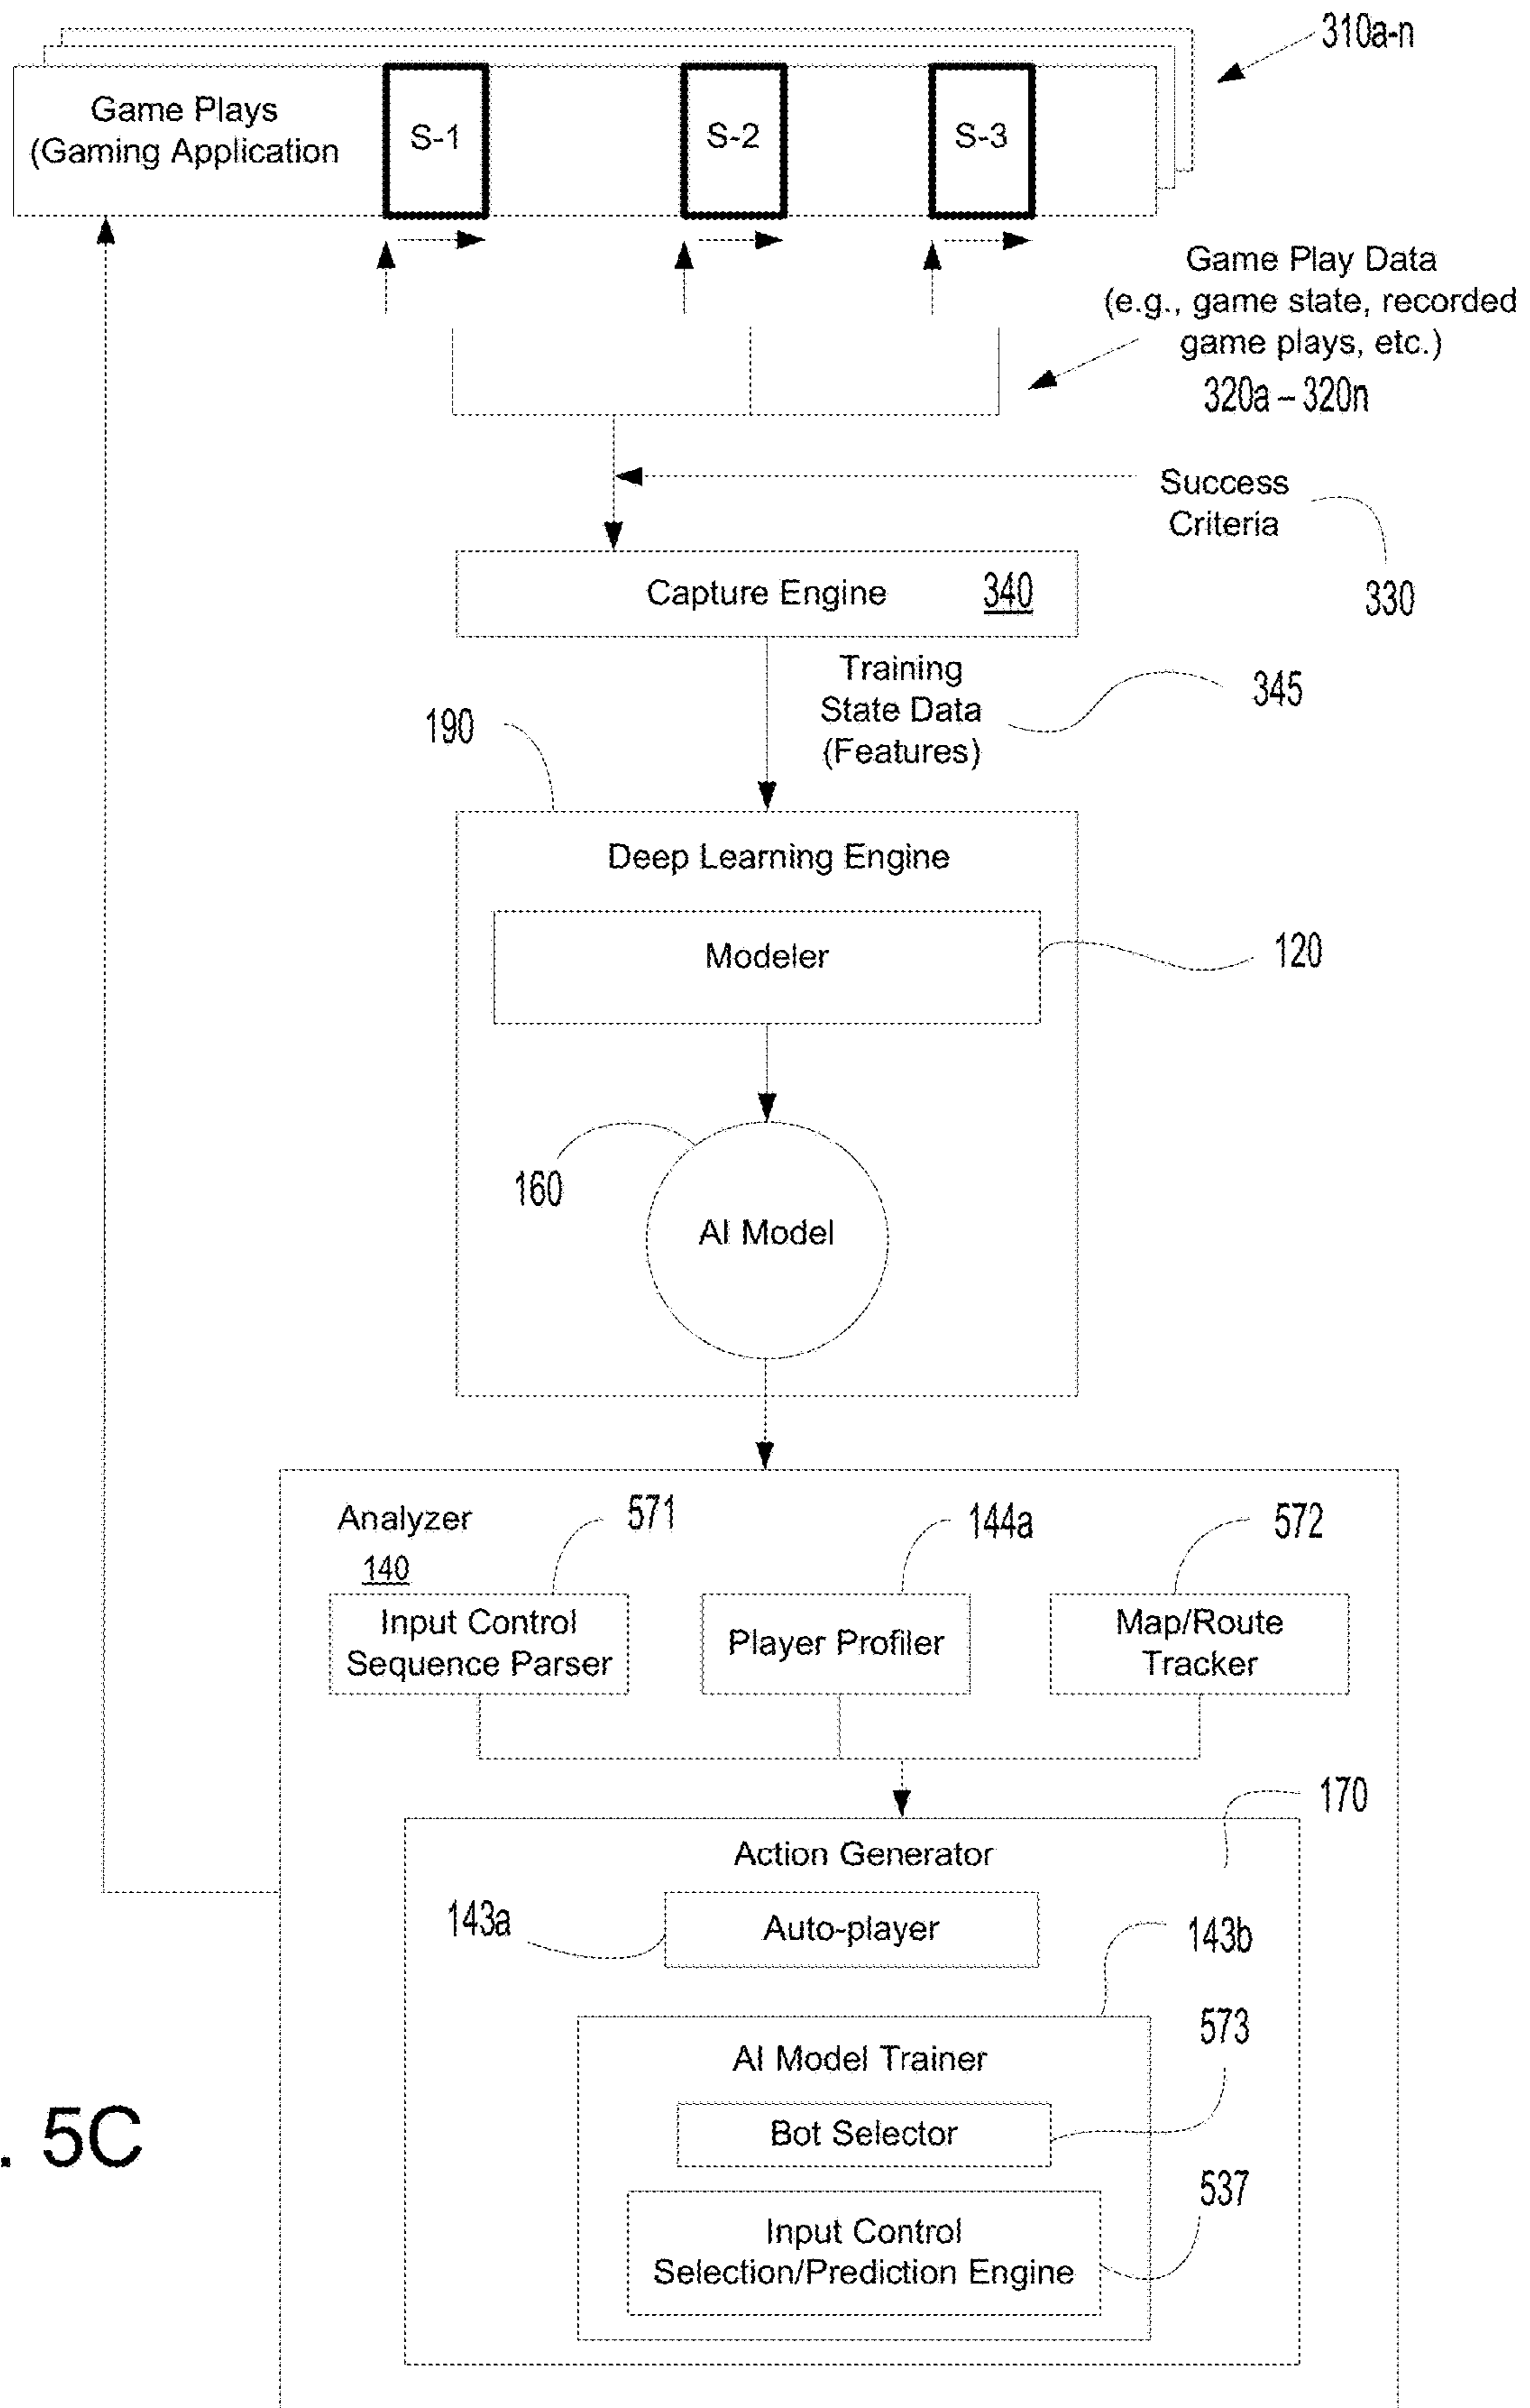 310a-n
Game Plays
(Gaming Application
S-1
S-2
S-3
Game Play Data
(e.g., game state, recorded
game plays, etc.)
320a – 320n
Success
Criteria
330
Capture Engine 340
Training
State Data
(Features)
345
190
Deep Learning Engine
Modeler
120
160
AI Model
Analyzer
140
571
144a
572
Input Control
Sequence Parser
Player Profiler
Map/Route
Tracker
170
Action Generator
143a
Auto-player
143b
AI Model Trainer
573
Bot Selector
537
Input Control
Selection/Prediction Engine
. 5C